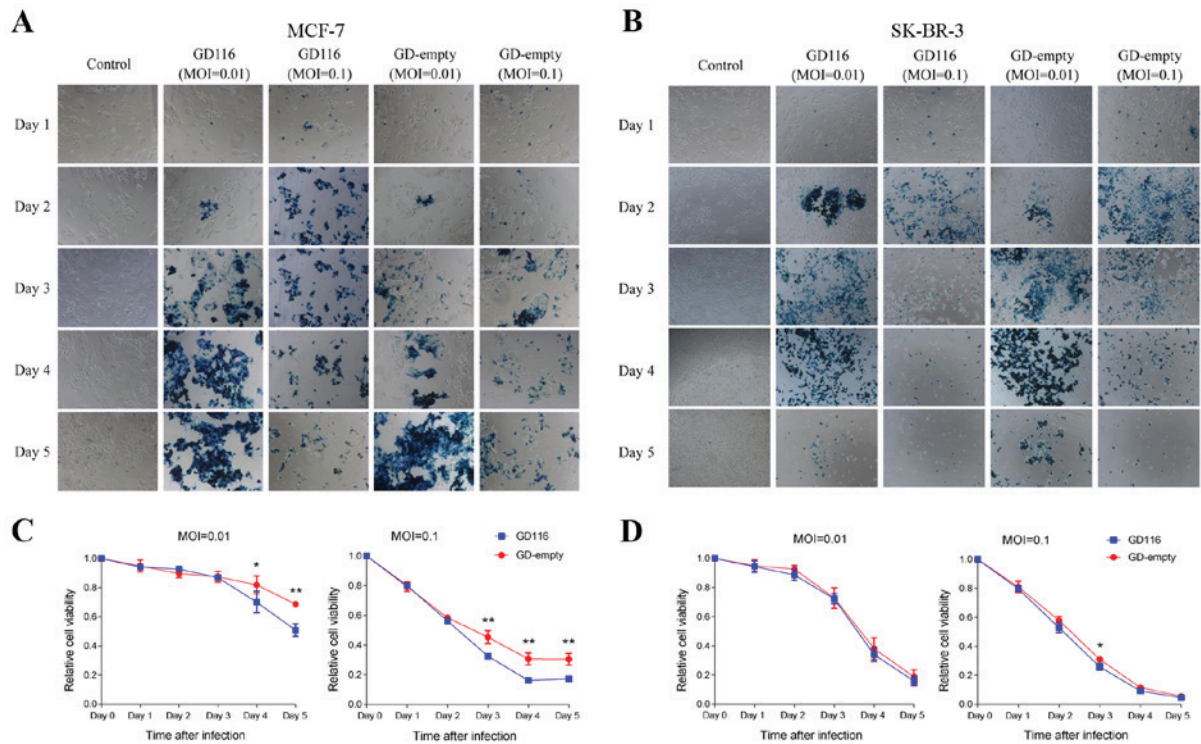 A
MCF-7
Control
GD116
(MOI=0.01)
GD116
(MOI=0.1)
GD-empty
(MOI=0.01)
GD-empty
(MOI=0.1)
Day 1
Day 2
Day 3
Day 4
Day 5
B
SK-BR-3
Control
GD116
(MOI=0.01)
GD116
(MOI=0.1)
GD-empty
(MOI=0.01)
GD-empty
(MOI=0.1)
Day 1
Day 2
Day 3
Day 4
Day 5
C
MOI=0.01
Relative cell viability
1.0
0.8
0.6
0.4
0.2
0.0
*
**
Day 0 Day 1 Day 2 Day 3 Day 4 Day 5
Time after infection
MOI=0.1
GD116
GD-empty
Relative cell viability
1.0
0.8
0.6
0.4
0.2
0.0
** ** **
Day 0 Day 1 Day 2 Day 3 Day 4 Day 5
Time after infection
D
MOI=0.01
Relative cell viability
1.0
0.8
0.6
0.4
0.2
0.0
Day 0 Day 1 Day 2 Day 3 Day 4 Day 5
Time after infection
MOI=0.1
GD116
GD-empty
Relative cell viability
1.0
0.8
0.6
0.4
0.2
0.0
*
Day 0 Day 1 Day 2 Day 3 Day 4 Day 5
Time after infection